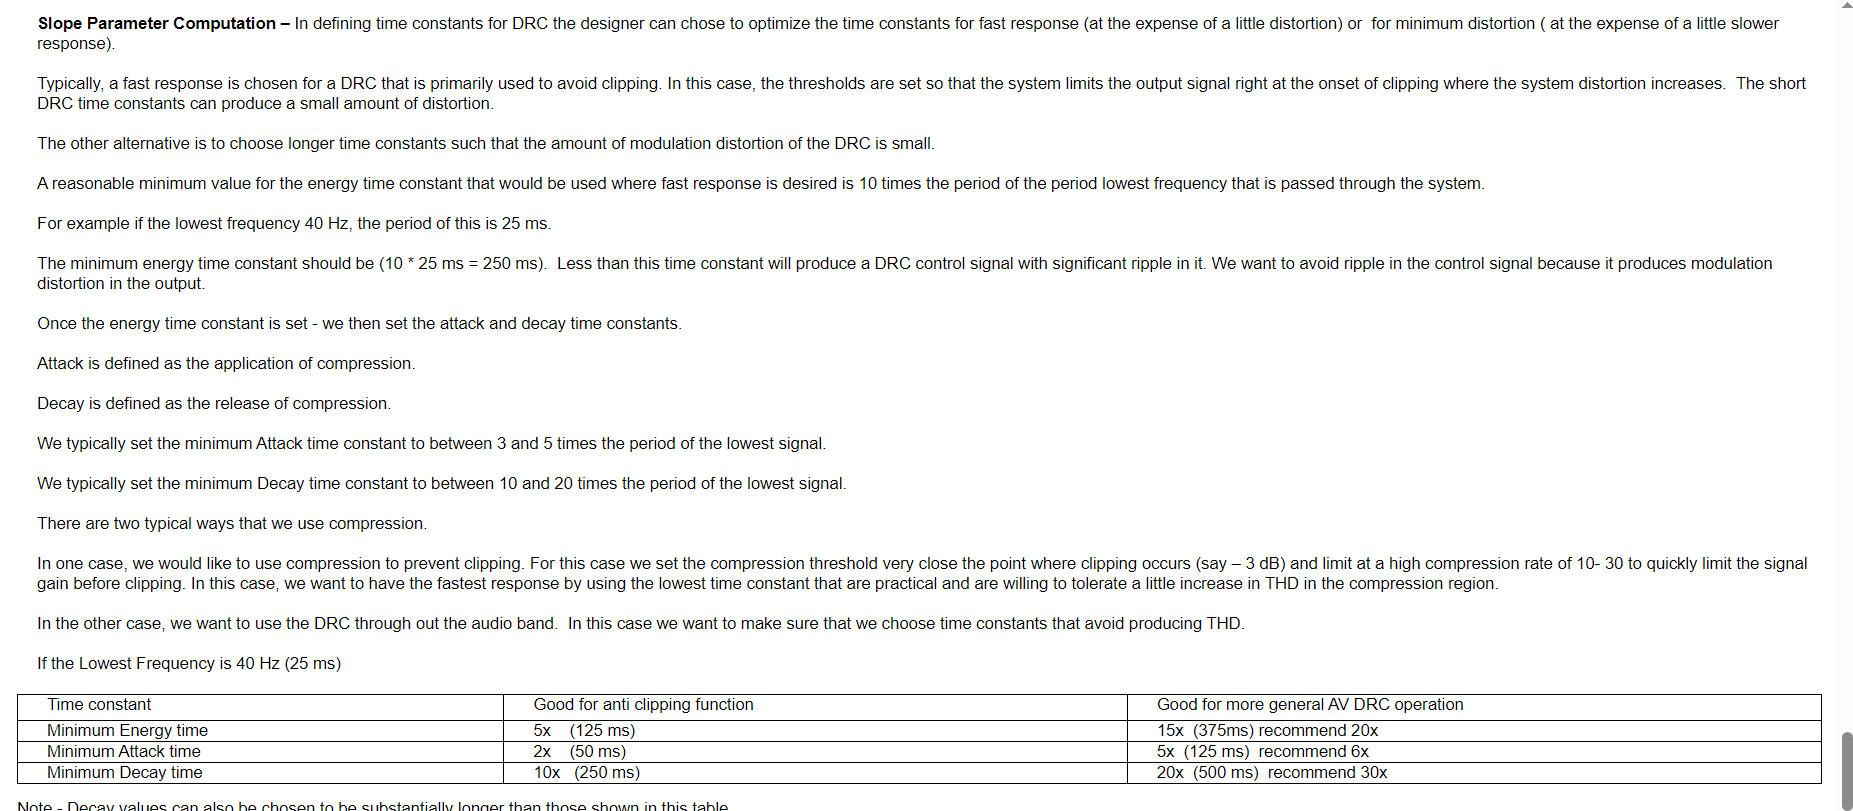 Slope Parameter Computation – In defining time constants for DRC the designer can chose to optimize the time constants for fast response (at the expense of a little distortion) or  for minimum distortion ( at the expense of a little slower
response).
Typically, a fast response is chosen for a DRC that is primarily used to avoid clipping. In this case, the thresholds are set so that the system limits the output signal right at the onset of clipping where the system distortion increases.  The short
DRC time constants can produce a small amount of distortion.
The other alternative is to choose longer time constants such that the amount of modulation distortion of the DRC is small.
A reasonable minimum value for the energy time constant that would be used where fast response is desired is 10 times the period of the period lowest frequency that is passed through the system.
For example if the lowest frequency 40 Hz, the period of this is 25 ms.
The minimum energy time constant should be (10 * 25 ms = 250 ms).  Less than this time constant will produce a DRC control signal with significant ripple in it. We want to avoid ripple in the control signal because it produces modulation
distortion in the output.
Once the energy time constant is set - we then set the attack and decay time constants.
Attack is defined as the application of compression.
Decay is defined as the release of compression.
We typically set the minimum Attack time constant to between 3 and 5 times the period of the lowest signal.
We typically set the minimum Decay time constant to between 10 and 20 times the period of the lowest signal.
There are two typical ways that we use compression.
In one case, we would like to use compression to prevent clipping. For this case we set the compression threshold very close the point where clipping occurs (say – 3 dB) and limit at a high compression rate of 10- 30 to quickly limit the signal
gain before clipping. In this case, we want to have the fastest response by using the lowest time constant that are practical and are willing to tolerate a little increase in THD in the compression region.
In the other case, we want to use the DRC through out the audio band.  In this case we want to make sure that we choose time constants that avoid producing THD.
If the Lowest Frequency is 40 Hz (25 ms)
Time constant	Good for anti clipping function	Good for more general AV DRC operation
Minimum Energy time	5x    (125 ms)	15x  (375ms) recommend 20x
Minimum Attack time	2x    (50 ms)	5x  (125 ms)  recommend 6x
Minimum Decay time	10x   (250 ms)	20x  (500 ms)  recommend 30x
Note - Decay values can also be chosen to be substantially longer than those shown in this table